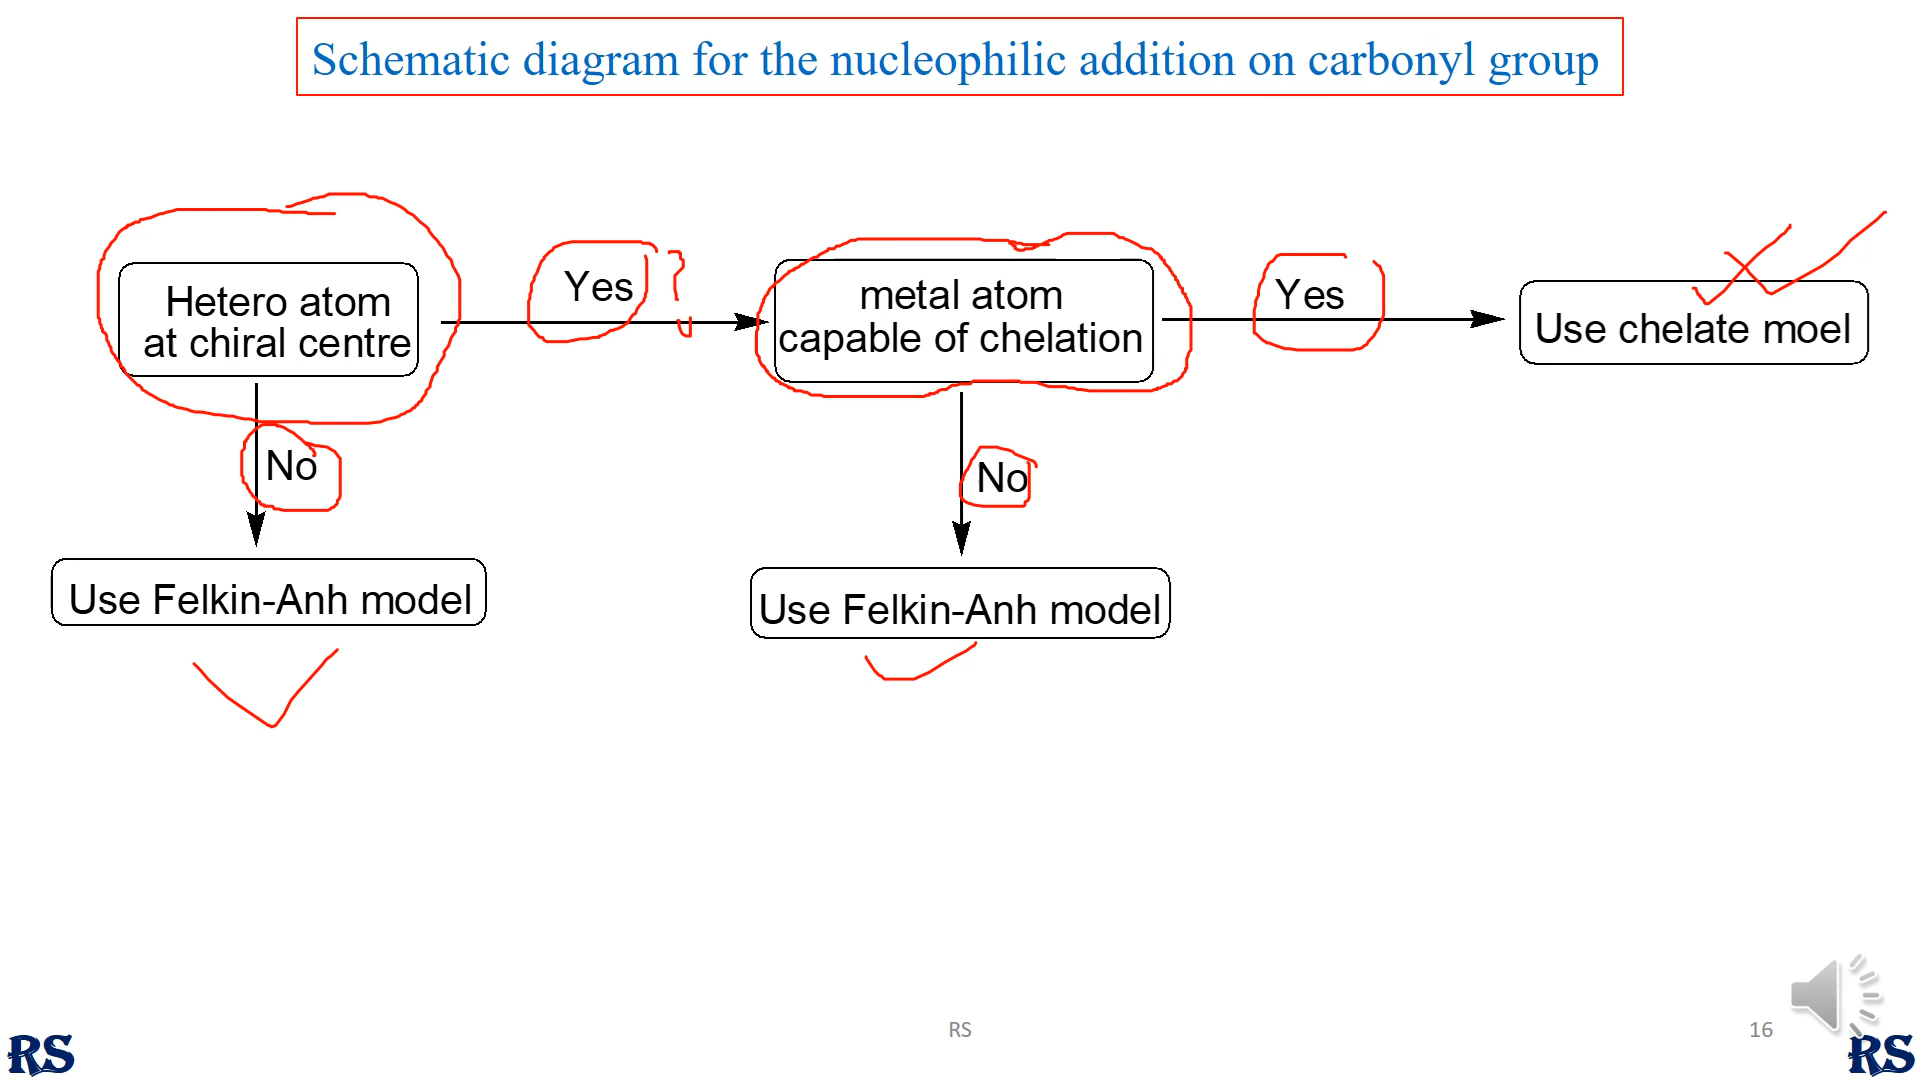 Schematic diagram for the nucleophilic addition on carbonyl group
Hetero atom
at chiral centre
Yes
?
metal atom
capable of chelation
Yes
Use chelate moel
No
No
Use Felkin-Anh model
Use Felkin-Anh model
RS
RS
16
RS